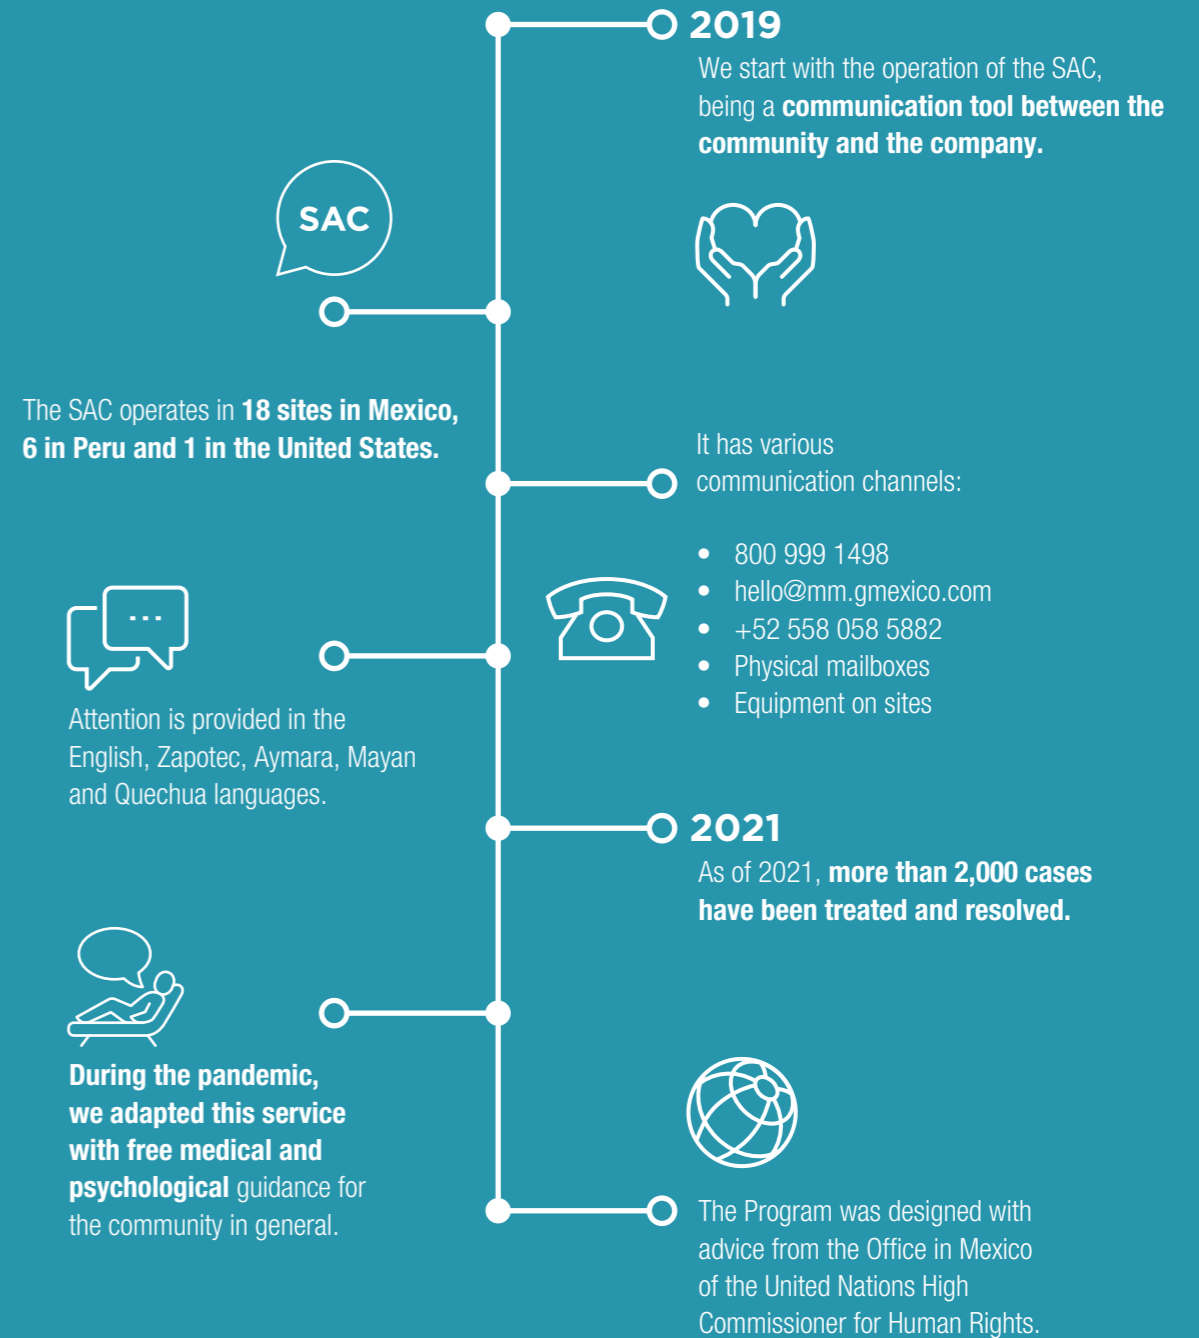 2019
We start with the operation of the SAC,
being a communication tool between the
community and the company.
SAC
The SAC operates in 18 sites in Mexico,
6 in Peru and 1 in the United States.
It has various
communication channels:
• 800 999 1498
• hello@mm.gmexico.com
• +52 558 058 5882
• Physical mailboxes
• Equipment on sites
Attention is provided in the
English, Zapotec, Aymara, Mayan
and Quechua languages.
2021
As of 2021, more than 2,000 cases
have been treated and resolved.
During the pandemic,
we adapted this service
with free medical and
psychological guidance for
the community in general.
The Program was designed with
advice from the Office in Mexico
of the United Nations High
Commissioner for Human Rights.